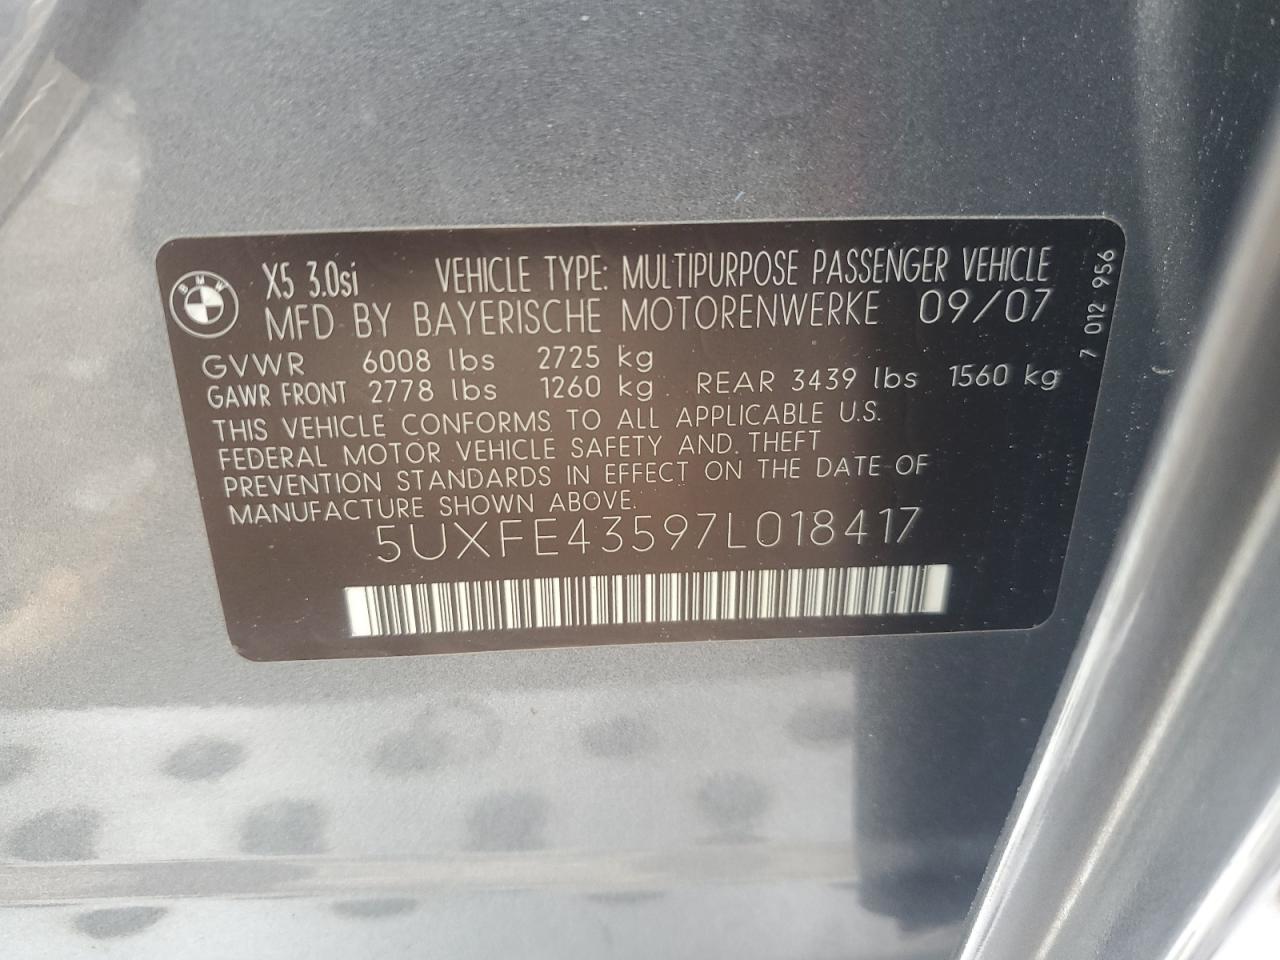 BMW
X5 3.0si VEHICLE TYPE: MULTIPURPOSE PASSENGER VEHICLE
MFD BY BAYERISCHE MOTORENWERKE 09/07
GVWR 6008 lbs 2725 kg
GAWR FRONT 2778 lbs 1260 kg REAR 3439 lbs 1560 kg
THIS VEHICLE CONFORMS TO ALL APPLICABLE U.S.
FEDERAL MOTOR VEHICLE SAFETY AND THEFT
PREVENTION STANDARDS IN EFFECT ON THE DATE OF
MANUFACTURE SHOWN ABOVE.
5UXFE43597L018417
7 012 956